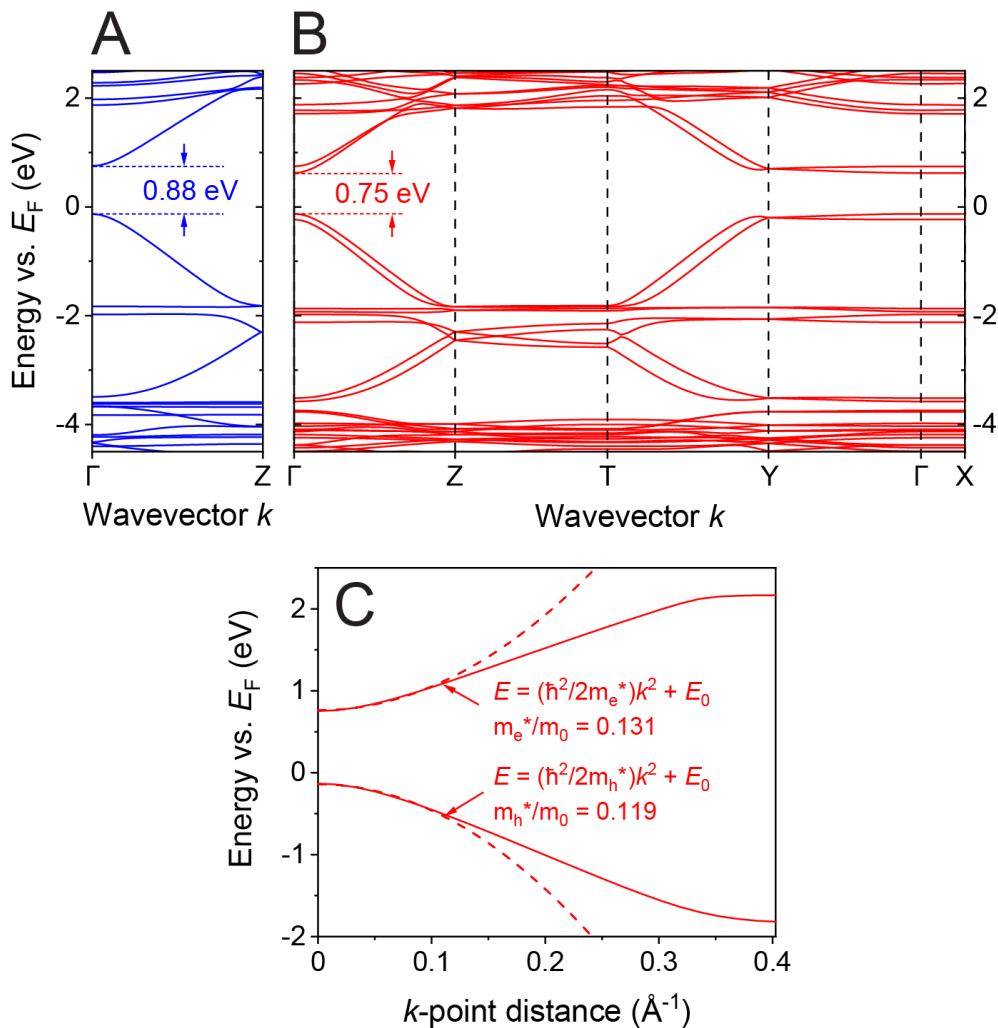 A
B
Energy vs. E_F (eV)
2
0
-2
-4
0.88 eV
0.75 eV
2
0
-2
-4
Γ
Z
Γ
Z
T
Y
Γ
X
Wavevector k
Wavevector k
C
Energy vs. E_F (eV)
2
1
0
-1
-2
E = (ħ²/2mₑ*)k² + E₀
mₑ*/m₀ = 0.131
E = (ħ²/2mₕ*)k² + E₀
mₕ*/m₀ = 0.119
0
0.1
0.2
0.3
0.4
k-point distance (Å⁻¹)